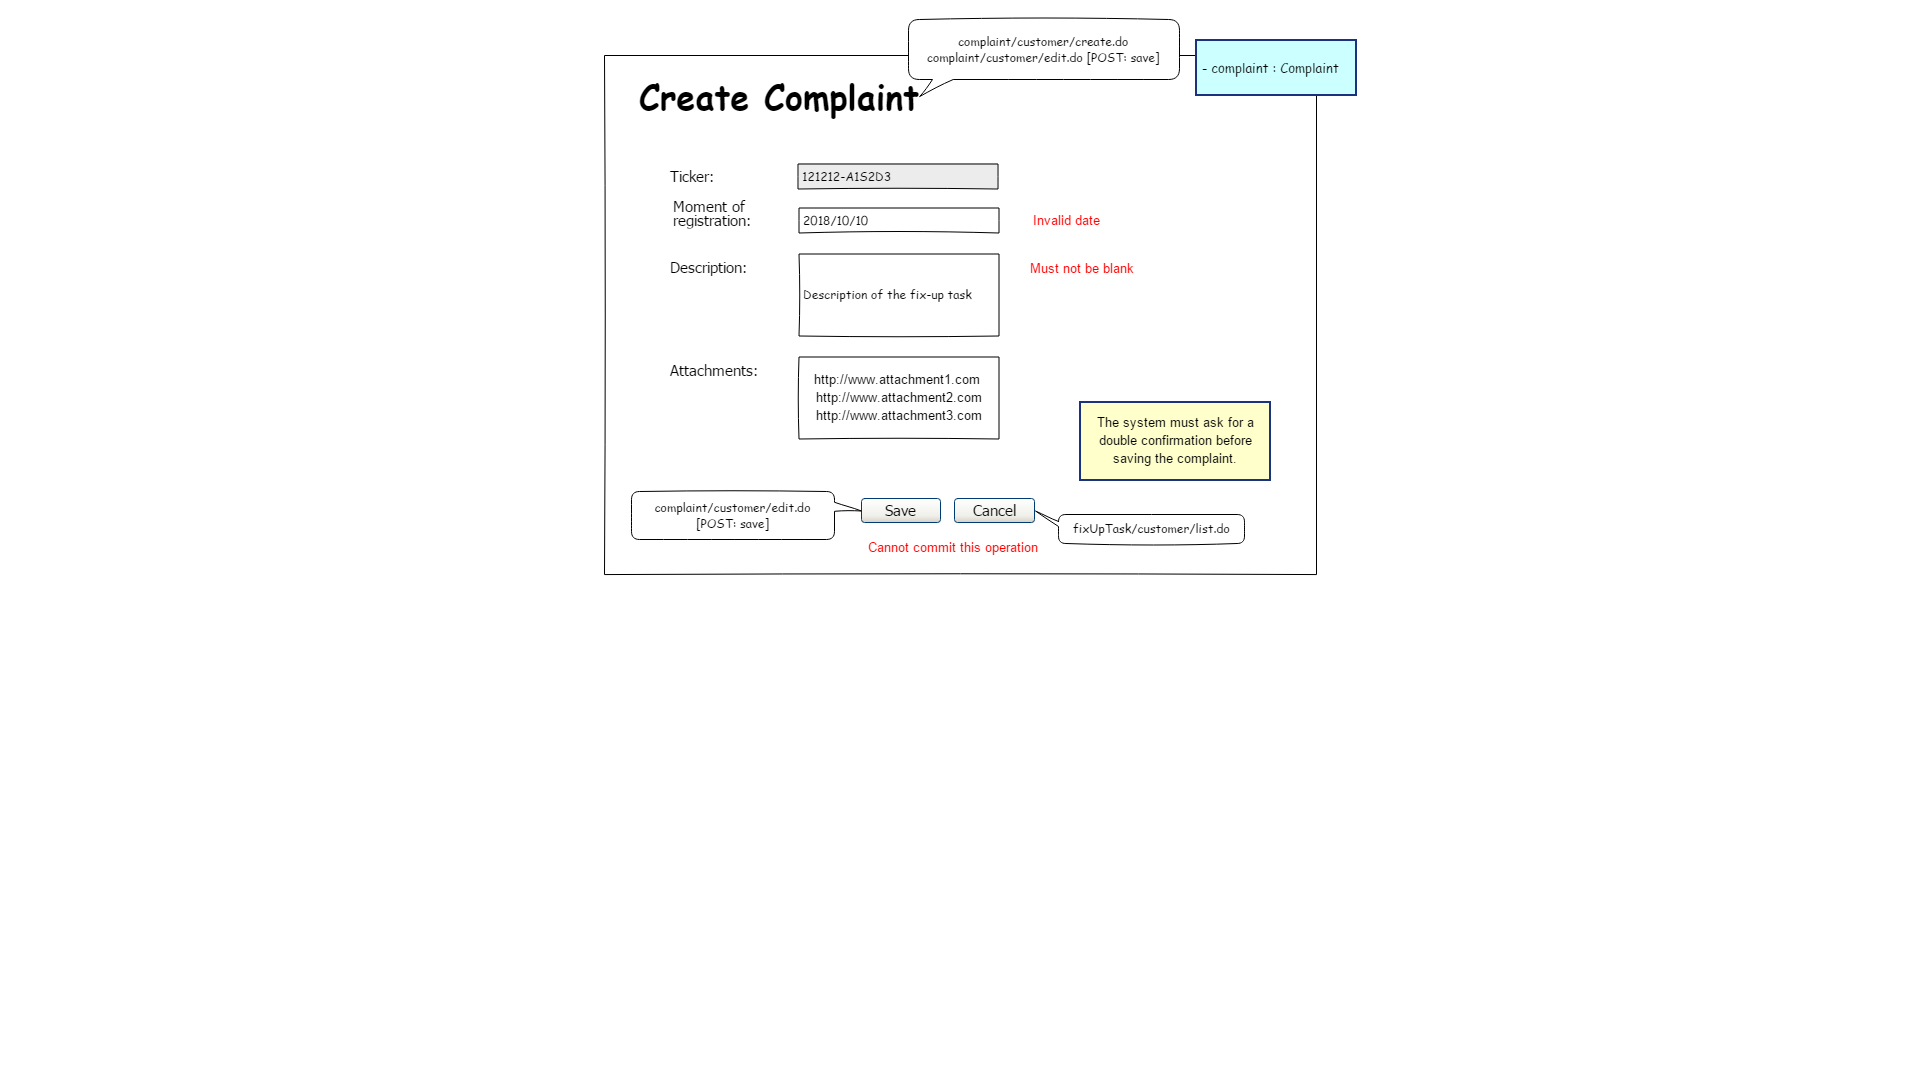 complaint/customer/create.do
complaint/customer/edit.do [POST: save]
- complaint : Complaint
Create Complaint
Ticker:
121212-A1S2D3
Moment of
registration:
2018/10/10
Invalid date
Description:
Must not be blank
Description of the fix-up task
Attachments:
http://www.attachment1.com
http://www.attachment2.com
http://www.attachment3.com
The system must ask for a
double confirmation before
saving the complaint.
complaint/customer/edit.do
[POST: save]
Save
Cancel
fixUpTask/customer/list.do
Cannot commit this operation